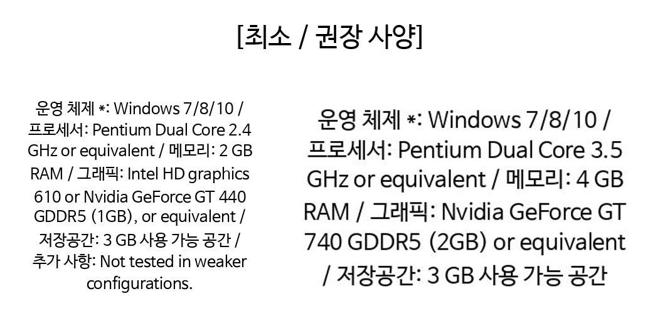 [최소 / 권장 사양]
운영 체제 *: Windows 7/8/10 /
프로세서: Pentium Dual Core 2.4
GHz or equivalent / 메모리: 2 GB
RAM / 그래픽: Intel HD graphics
610 or Nvidia GeForce GT 440
GDDR5 (1GB), or equivalent /
저장공간: 3 GB 사용 가능 공간 /
추가 사항: Not tested in weaker
configurations.
운영 체제 *: Windows 7/8/10 /
프로세서: Pentium Dual Core 3.5
GHz or equivalent / 메모리: 4 GB
RAM / 그래픽: Nvidia GeForce GT
740 GDDR5 (2GB) or equivalent
/ 저장공간: 3 GB 사용 가능 공간